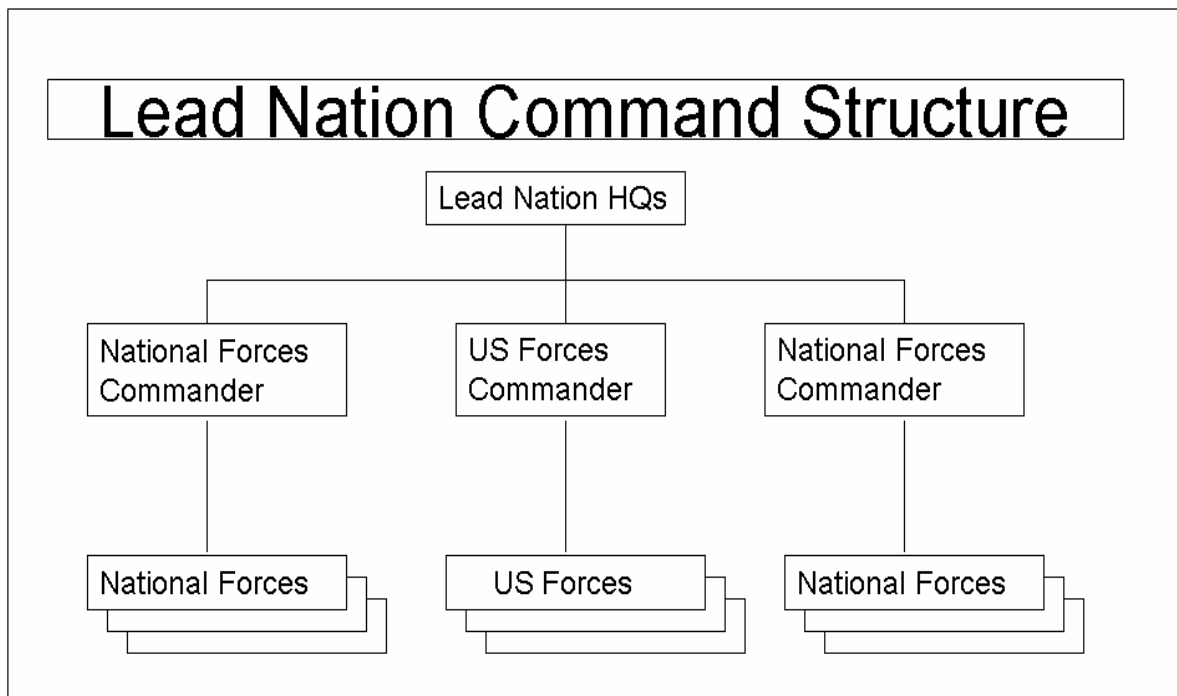 Lead Nation Command Structure
Lead Nation HQs
National Forces
Commander
US Forces
Commander
National Forces
Commander
National Forces
US Forces
National Forces